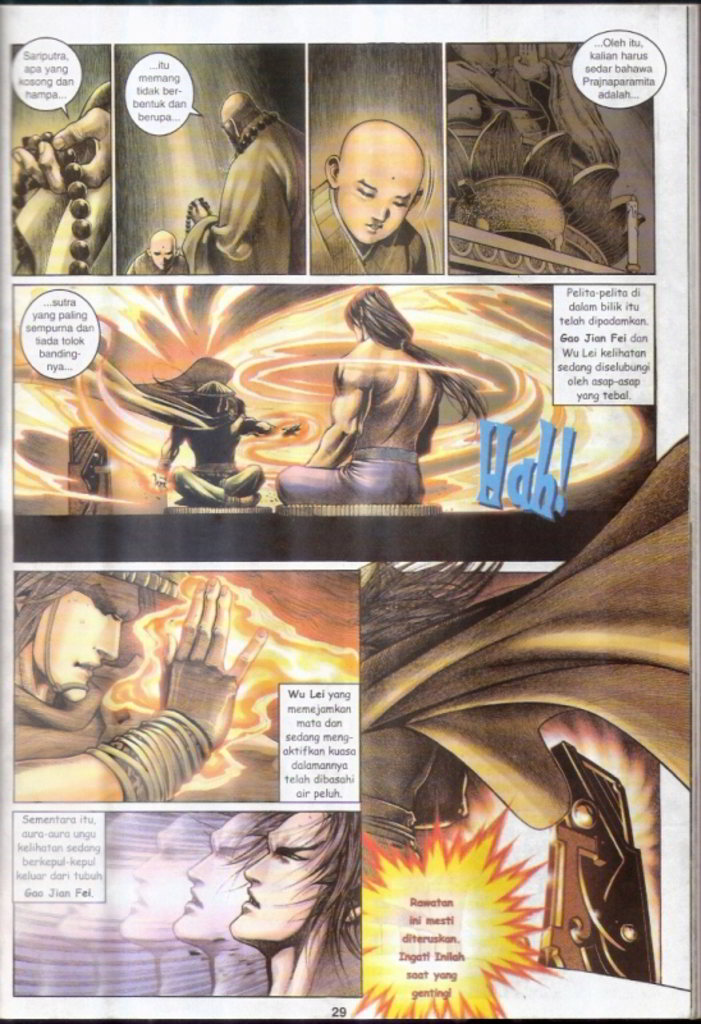 Sariputra,
apa yang
kosong dan
hampa...
...itu
memang
tidak ber-
bentuk dan
berupa...
...Oleh itu,
kalian harus
sedar bahawa
Prajnaparamita
adalah...
...sutra
yang paling
sempurna dan
tiada tolok
banding-
nya...
Pelita-pelita di
dalam bilik itu
telah dipadamkan.
Gao Jian Fei dan
Wu Lei kelihatan
sedang diselubungi
oleh asap-asap
yang tebal.
Hah!
Wu Lei yang
memejamkan
mata dan
sedang meng-
aktifkan kuasa
dalamannya
telah dibasahi
air peluh.
Sementara itu,
aura-aura ungu
kelihatan sedang
berkepul-kepul
keluar dari tubuh
Gao Jian Fei.
Rawatan
ini mesti
diteruskan.
Ingat! Inilah
saat yang
genting!
29